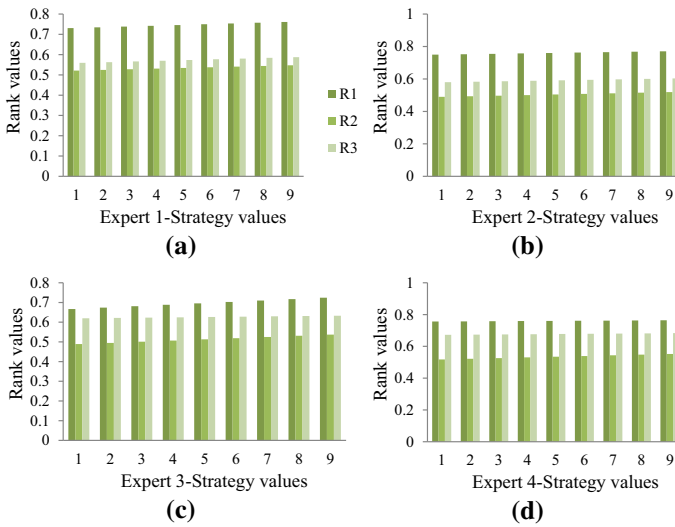 0.8
0.7
0.6
0.5
0.4
0.3
0.2
0.1
0
Rank values
1 2 3 4 5 6 7 8 9
Expert 1-Strategy values
(a)
R1
R2
R3
1
0.8
0.6
0.4
0.2
0
Rank values
1 2 3 4 5 6 7 8 9
Expert 2-Strategy values
(b)
0.8
0.7
0.6
0.5
0.4
0.3
0.2
0.1
0
Rank values
1 2 3 4 5 6 7 8 9
Expert 3-Strategy values
(c)
1
0.8
0.6
0.4
0.2
0
Rank values
1 2 3 4 5 6 7 8 9
Expert 4-Strategy values
(d)